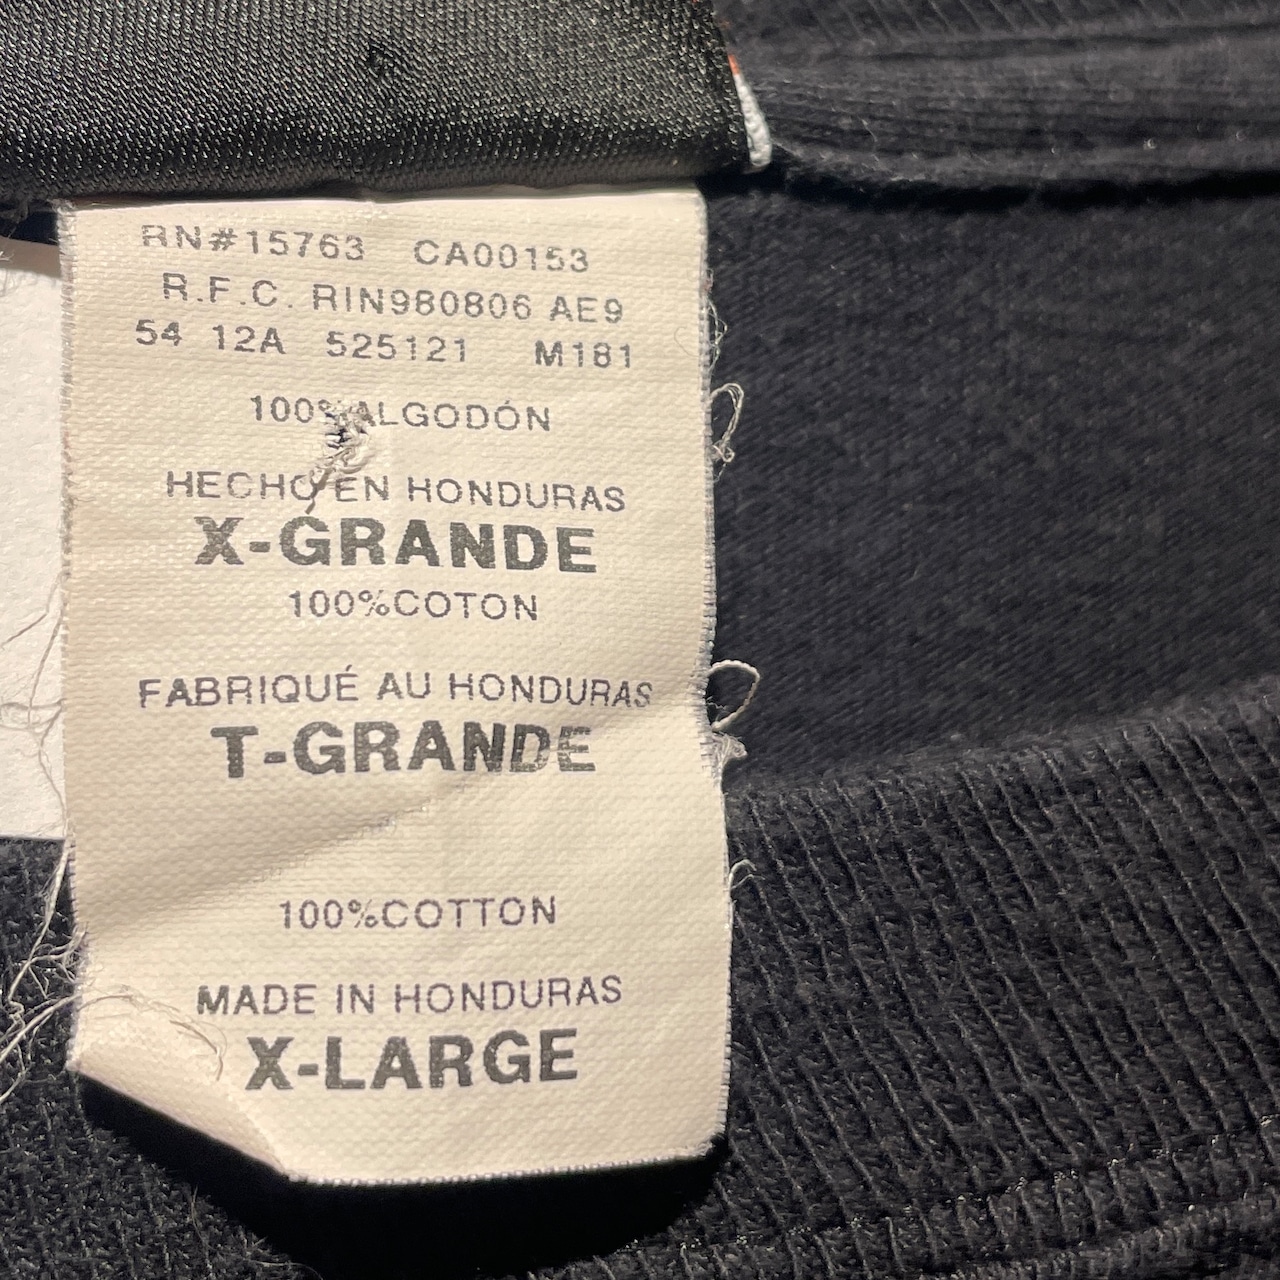 RN#15763 CA00153
R.F.C. RIN980806 AE9
54 12A 525121 M181
100% ALGODÓN
HECHO EN HONDURAS
X-GRANDE
100%COTON
FABRIQUÉ AU HONDURAS
T-GRANDE
100%COTTON
MADE IN HONDURAS
X-LARGE